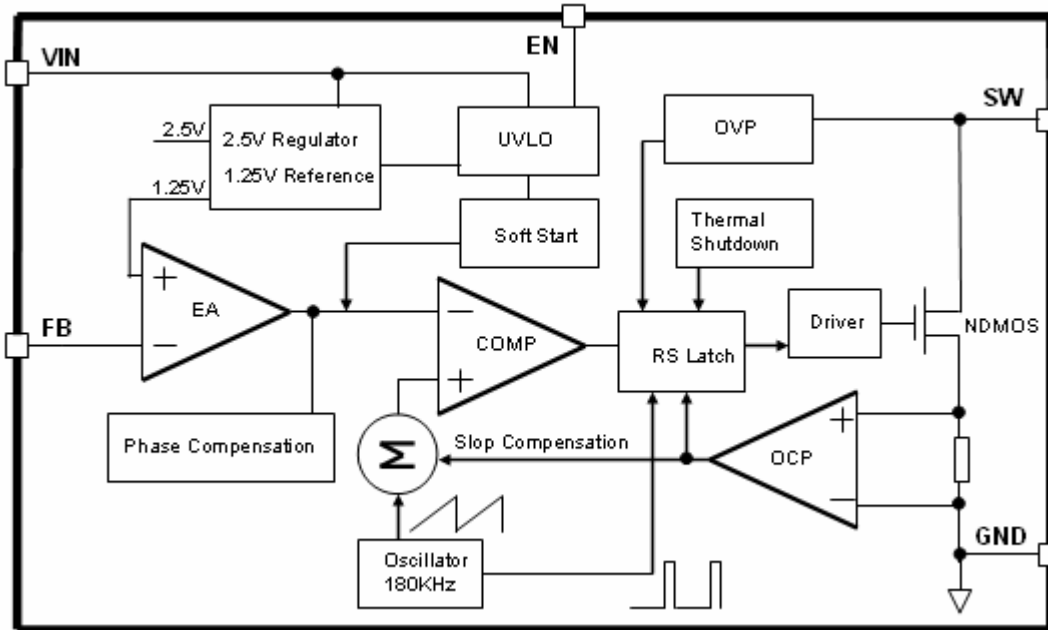 EN
VIN
SW
2.5V
2.5V Regulator
1.25V Reference
UVLO
OVP
1.25V
Soft Start
Thermal
Shutdown
+
EA
−
FB
−
COMP
+
RS Latch
Driver
NDMOS
Phase Compensation
Σ
Slop Compensation
+
OCP
−
GND
Oscillator
180KHz